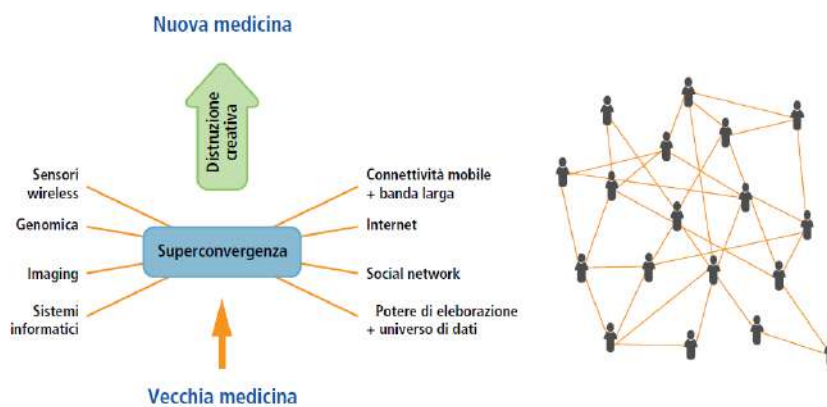 Nuova medicina
Distruzione
creativa
Sensori
wireless
Genomica
Imaging
Sistemi
informatici
Superconvergenza
Connettività mobile
+ banda larga
Internet
Social network
Potere di eleborazione
+ universo di dati
Vecchia medicina